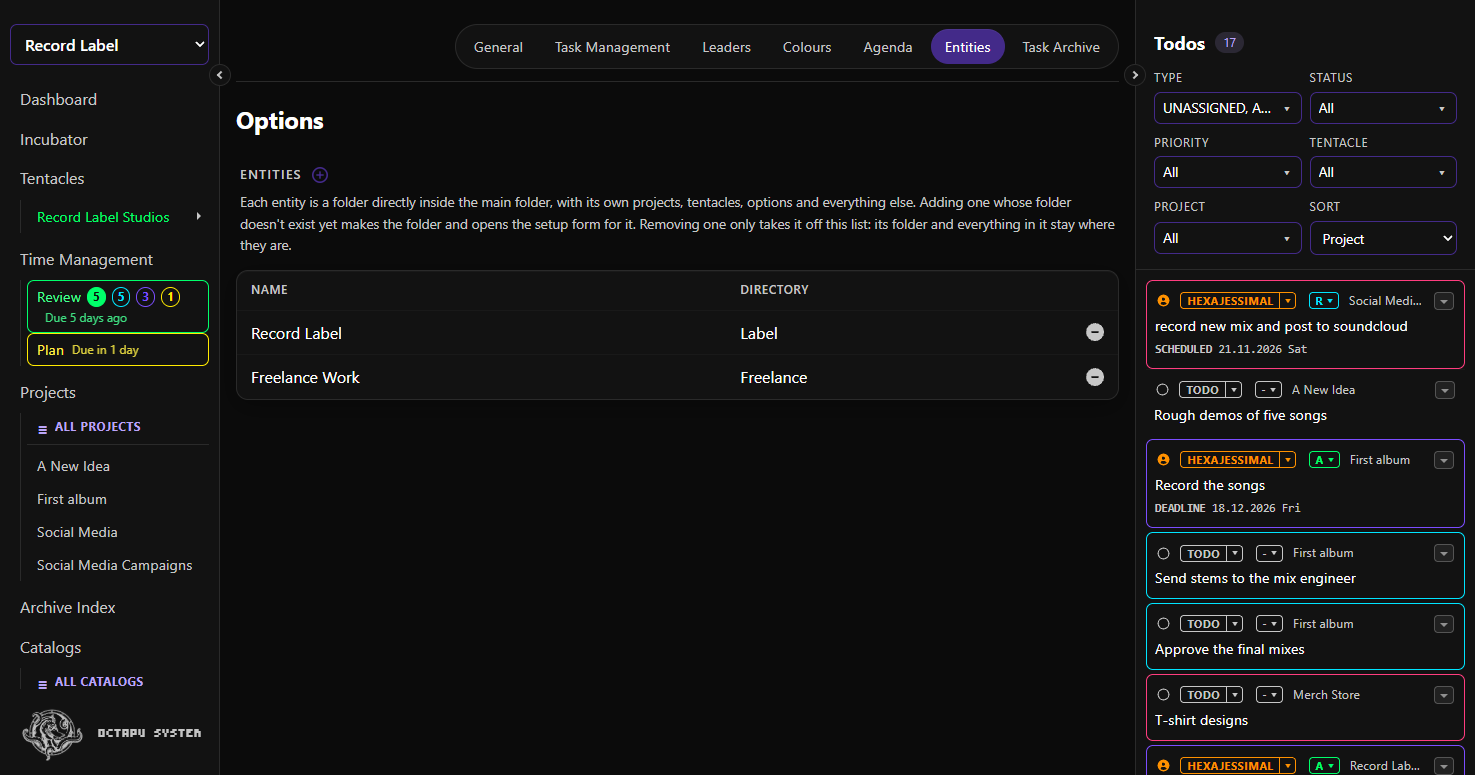 Record Label
Dashboard
Incubator
Tentacles
Record Label Studios
Time Management
Review 5 5 3 1
Due 5 days ago
Plan Due in 1 day
Projects
ALL PROJECTS
A New Idea
First album
Social Media
Social Media Campaigns
Archive Index
Catalogs
ALL CATALOGS
OCTAPU SYSTEM
General Task Management Leaders Colours Agenda Entities Task Archive
Options
ENTITIES
Each entity is a folder directly inside the main folder, with its own projects, tentacles, options and everything else. Adding one whose folder
doesn't exist yet makes the folder and opens the setup form for it. Removing one only takes it off this list: its folder and everything in it stay where
they are.
NAME DIRECTORY
Record Label Label
Freelance Work Freelance
Todos 17
TYPE STATUS
UNASSIGNED, A... All
PRIORITY TENTACLE
All All
PROJECT SORT
All Project
HEXAJESSIMAL R Social Medi...
record new mix and post to soundcloud
SCHEDULED 21.11.2026 Sat
TODO - A New Idea
Rough demos of five songs
HEXAJESSIMAL A First album
Record the songs
DEADLINE 18.12.2026 Fri
TODO - First album
Send stems to the mix engineer
TODO - First album
Approve the final mixes
TODO - Merch Store
T-shirt designs
HEXAJESSIMAL A Record Lab...